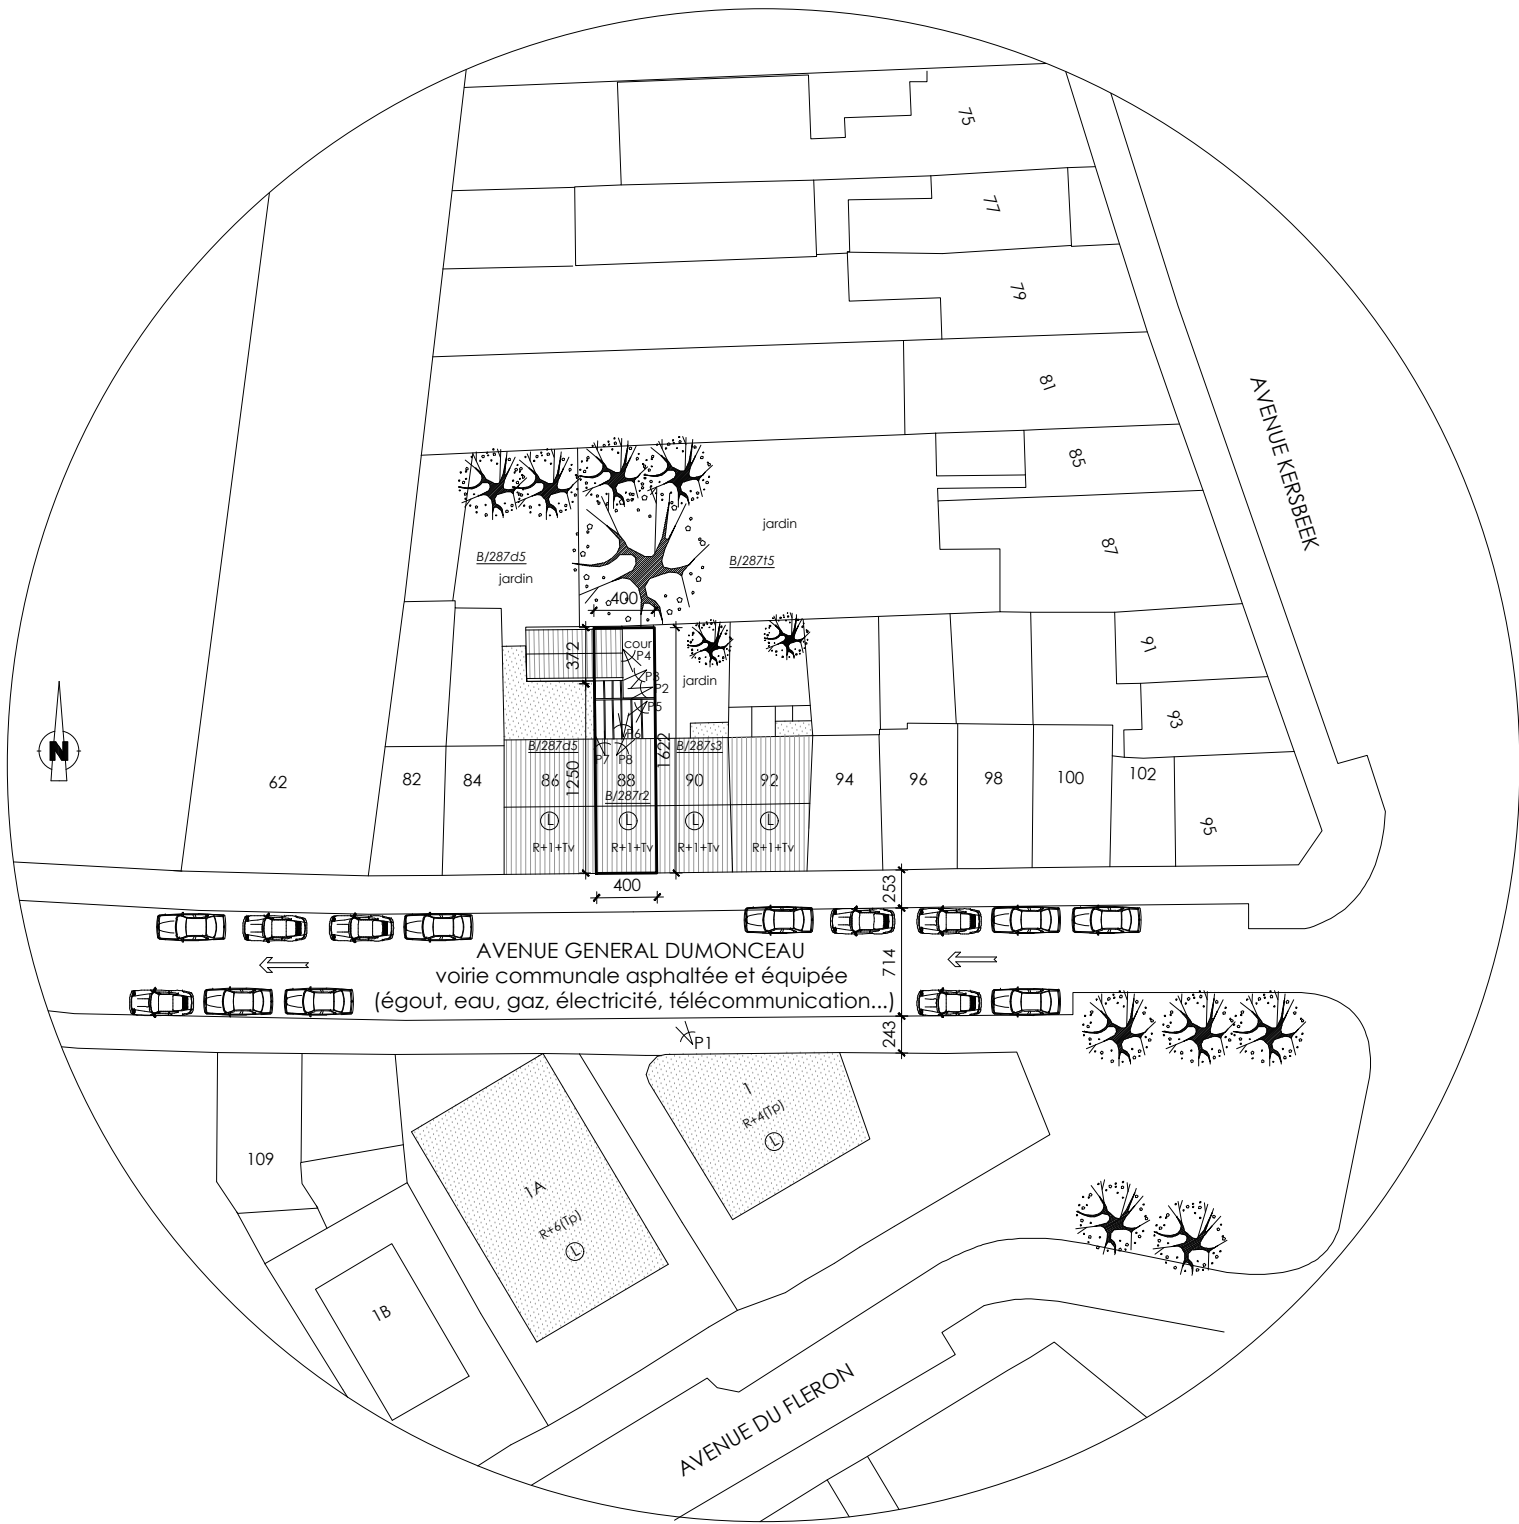 75
77
79
81
AVENUE KERSBEEK
85
jardin
87
B/287d5
B/287t5
jardin
400
cour
372
P4
91
P3
P2
jardin
P5
93
P6
B/287d5
B/287s3
1622
N
P7
P8
1250
62
82
84
86
88
90
92
94
96
98
100
102
B/287r2
95
L
L
L
L
R+1+Tv
R+1+Tv
R+1+Tv
R+1+Tv
400
253
AVENUE GENERAL DUMONCEAU
voirie communale asphaltée et équipée
714
(égout, eau, gaz, électricité, télécommunication...)
243
P1
1
R+4(Tp)
L
109
1A
R+6(Tp)
L
1B
AVENUE DU FLERON